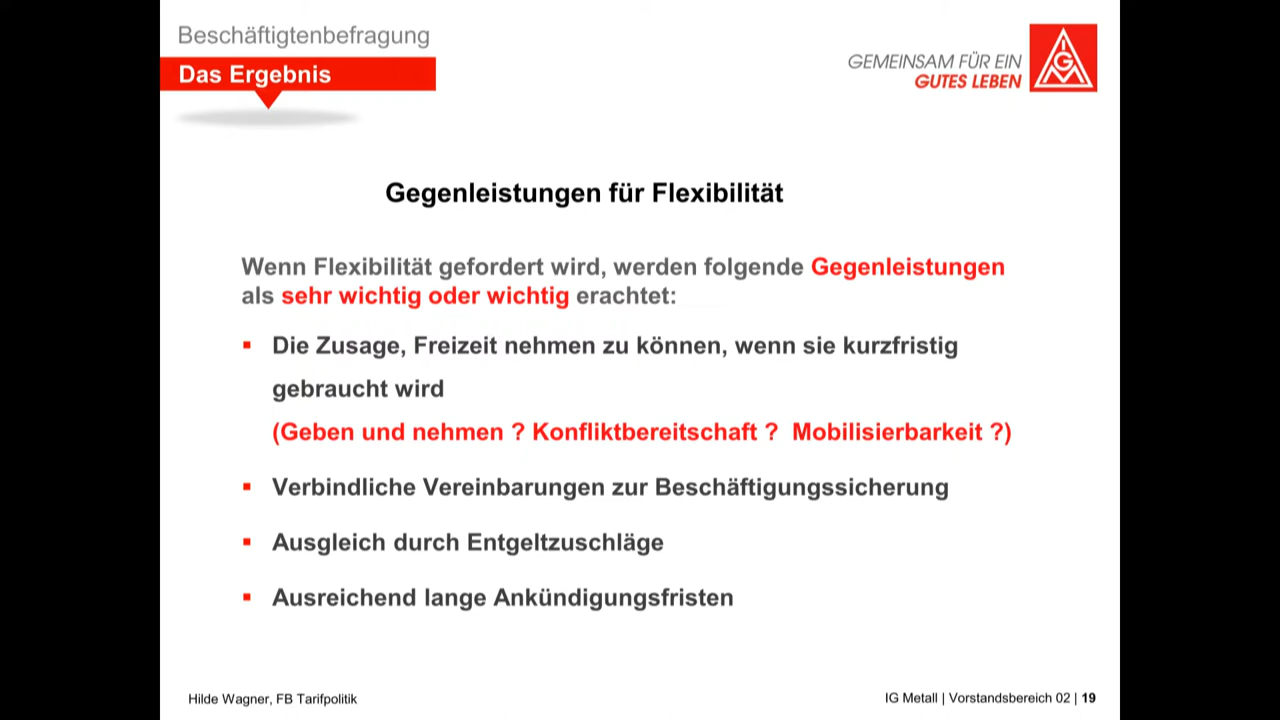 Beschäftigtenbefragung
Das Ergebnis
GEMEINSAM FÜR EIN
GUTES LEBEN
IGM
Gegenleistungen für Flexibilität
Wenn Flexibilität gefordert wird, werden folgende Gegenleistungen
als sehr wichtig oder wichtig erachtet:
▪ Die Zusage, Freizeit nehmen zu können, wenn sie kurzfristig
gebraucht wird
(Geben und nehmen ? Konfliktbereitschaft ? Mobilisierbarkeit ?)
▪ Verbindliche Vereinbarungen zur Beschäftigungssicherung
▪ Ausgleich durch Entgeltzuschläge
▪ Ausreichend lange Ankündigungsfristen
Hilde Wagner, FB Tarifpolitik
IG Metall | Vorstandsbereich 02 | 19